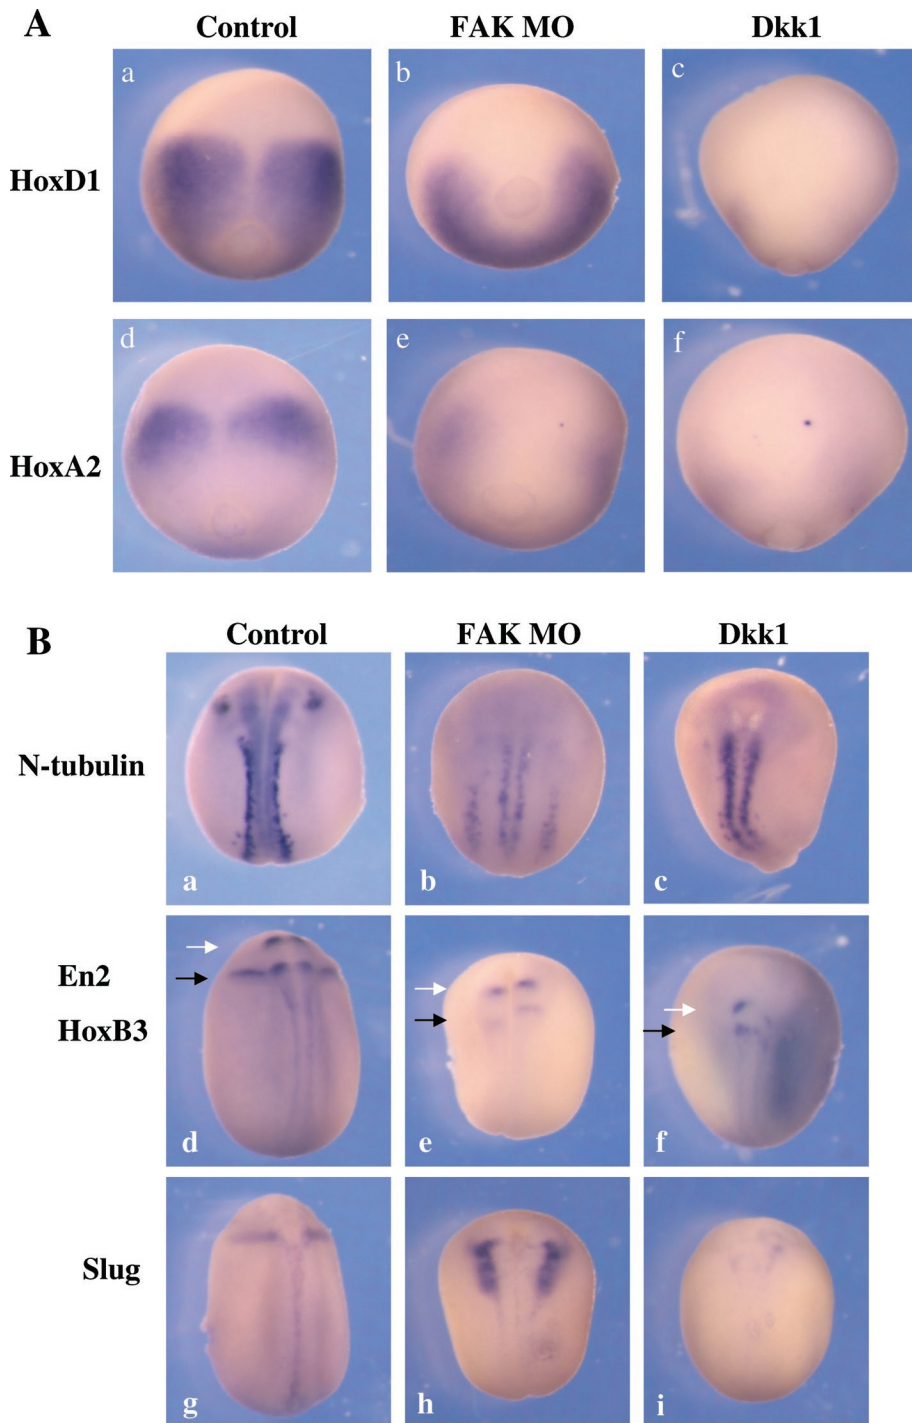 A
Control FAK MO Dkk1
a b c
HoxD1
d e f
HoxA2
B
Control FAK MO Dkk1
N-tubulin
a b c
En2
HoxB3
d e f
Slug
g h i